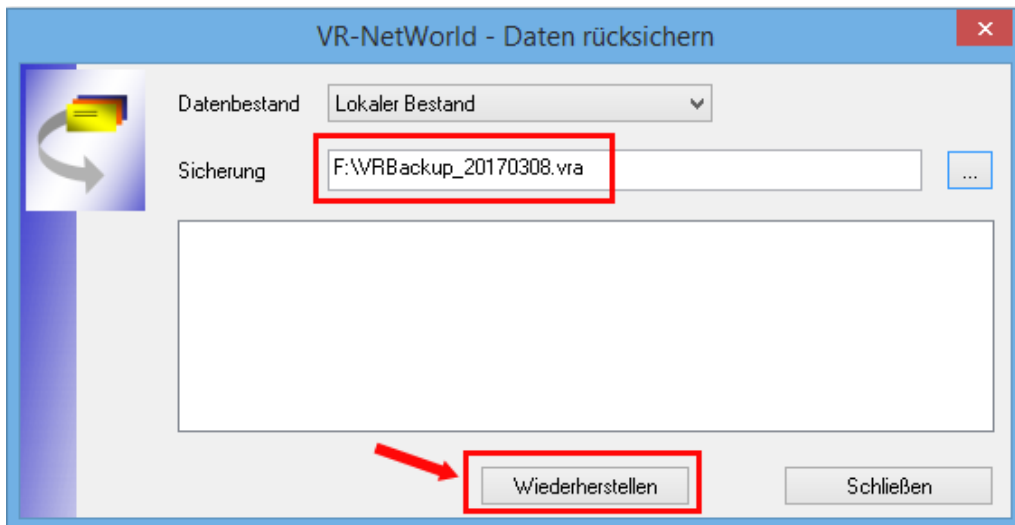 VR-NetWorld - Daten rücksichern
Datenbestand Lokaler Bestand
Sicherung F:\VRBackup_20170308.vra ...
Wiederherstellen Schließen